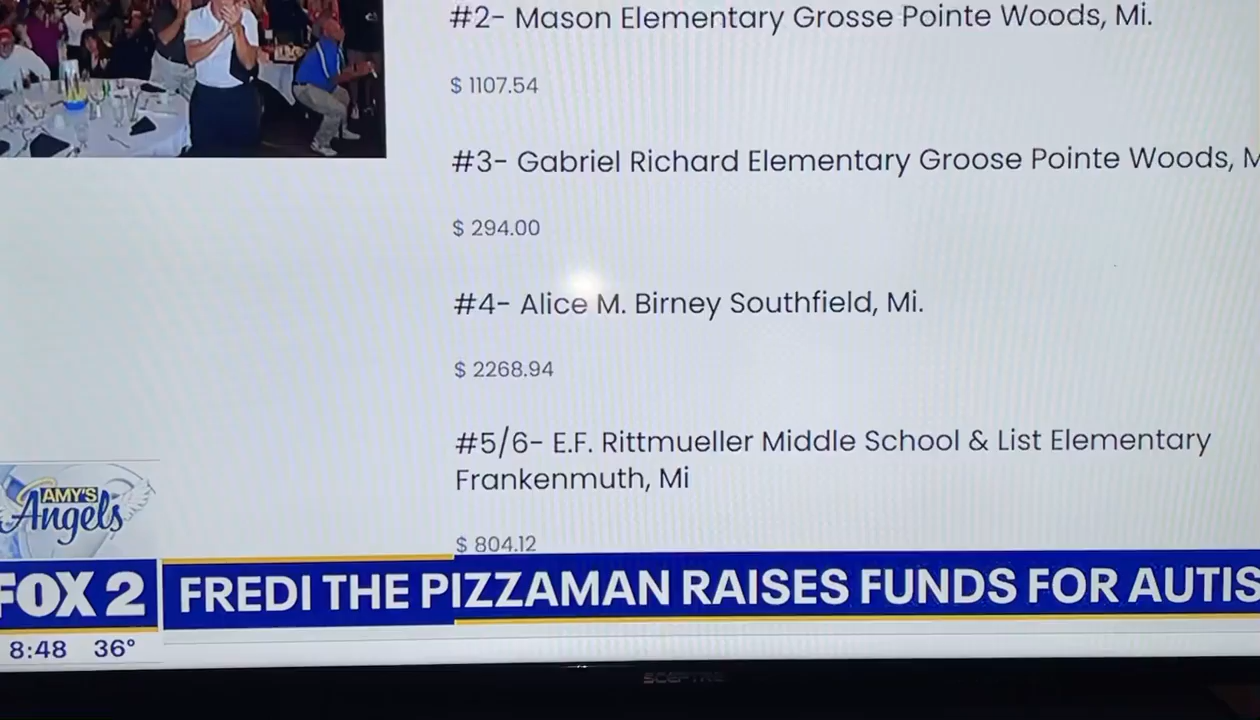 #2- Mason Elementary Grosse Pointe Woods, Mi.
$ 1107.54
#3- Gabriel Richard Elementary Groose Pointe Woods, M
$ 294.00
#4- Alice M. Birney Southfield, Mi.
$ 2268.94
#5/6- E.F. Rittmueller Middle School & List Elementary
Frankenmuth, Mi
$ 804.12
AMY'S
Angels
FOX 2
FREDI THE PIZZAMAN RAISES FUNDS FOR AUTIS
8:48 36°
SCEPTRE